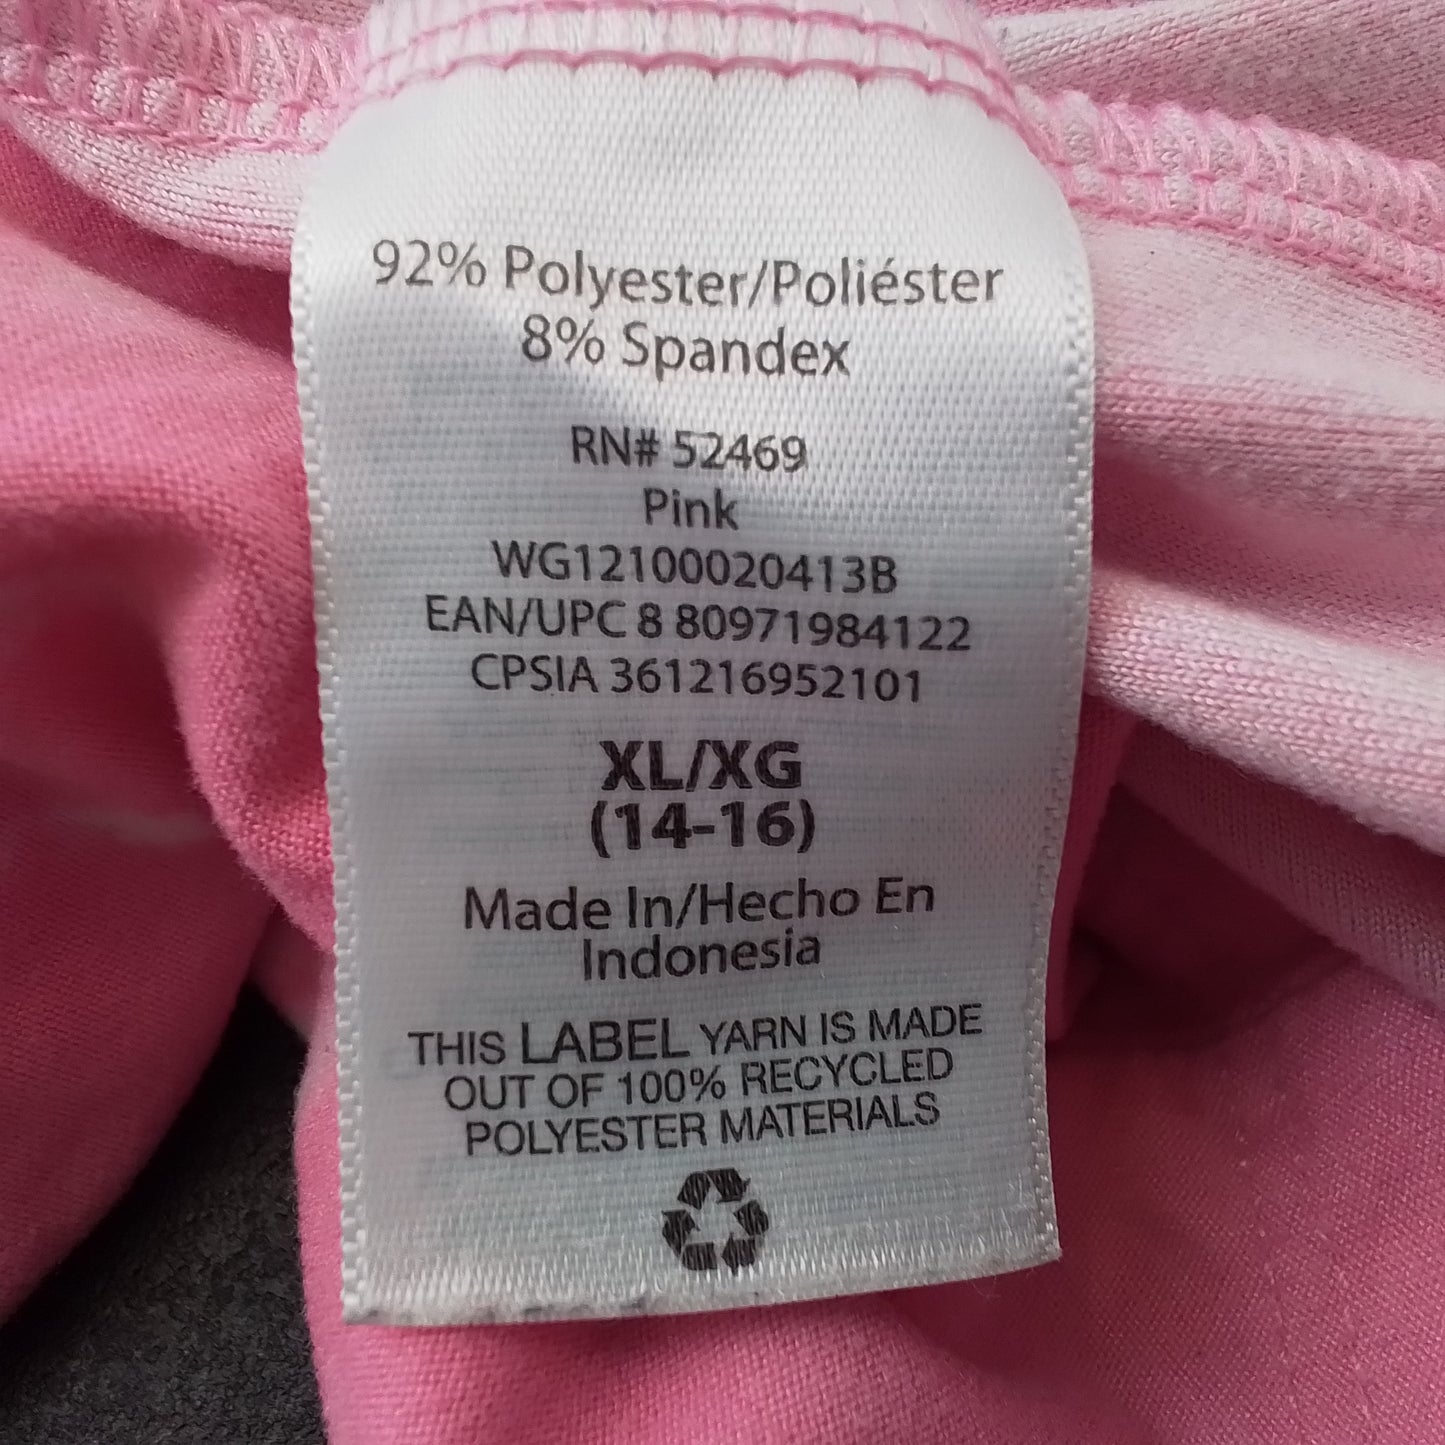 92% Polyester/Poliéster
8% Spandex
RN# 52469
Pink
WG12100020413B
EAN/UPC 8 80971984122
CPSIA 361216952101
XL/XG
(14-16)
Made In/Hecho En
Indonesia
THIS LABEL YARN IS MADE
OUT OF 100% RECYCLED
POLYESTER MATERIALS